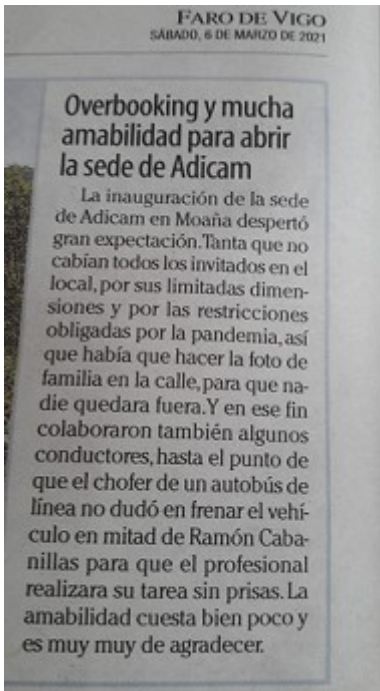 FARO DE VIGO
SÁBADO, 6 DE MARZO DE 2021
Overbooking y mucha
amabilidad para abrir
la sede de Adicam
La inauguración de la sede
de Adicam en Moaña despertó
gran expectación. Tanta que no
cabían todos los invitados en el
local, por sus limitadas dimen-
siones y por las restricciones
obligadas por la pandemia, así
que había que hacer la foto de
familia en la calle, para que na-
die quedara fuera. Y en ese fin
colaboraron también algunos
conductores, hasta el punto de
que el chofer de un autobús de
línea no dudó en frenar el vehí-
culo en mitad de Ramón Caba-
nillas para que el profesional
realizara su tarea sin prisas. La
amabilidad cuesta bien poco y
es muy muy de agradecer.